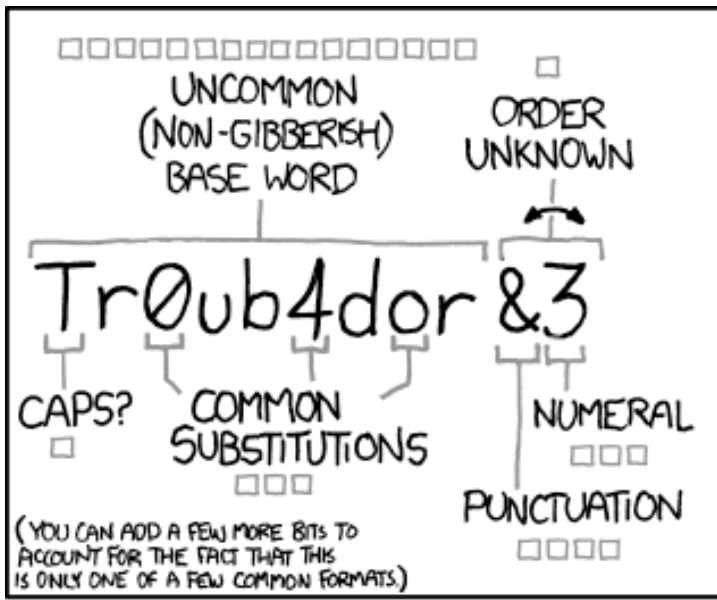 UNCOMMON
(NON-GIBBERISH)
BASE WORD
ORDER
UNKNOWN
Tr0ub4dor &3
CAPS?
COMMON
SUBSTITUTIONS
NUMERAL
PUNCTUATION
(YOU CAN ADD A FEW MORE BITS TO
ACCOUNT FOR THE FACT THAT THIS
IS ONLY ONE OF A FEW COMMON FORMATS.)